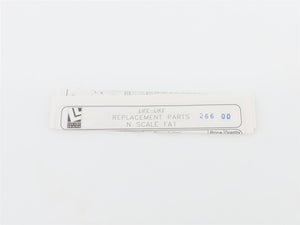 LIFE-LIKE
REPLACEMENT PARTS 266 00
N SCALE FA1